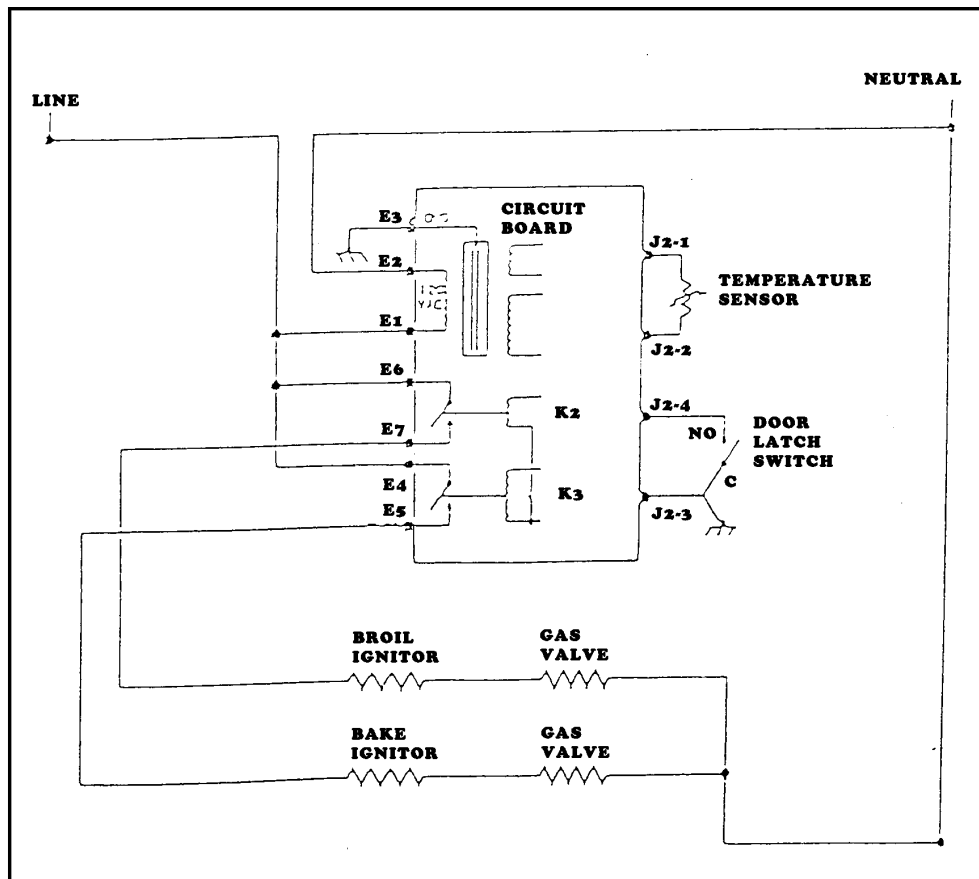 NEUTRAL
LINE
E3
CIRCUIT
BOARD
E2
J2-1
TEMPERATURE
SENSOR
E1
J2-2
E6
K2
J2-4
NO
DOOR
LATCH
SWITCH
E7
C
E4
K3
E5
J2-3
BROIL
IGNITOR
GAS
VALVE
BAKE
IGNITOR
GAS
VALVE